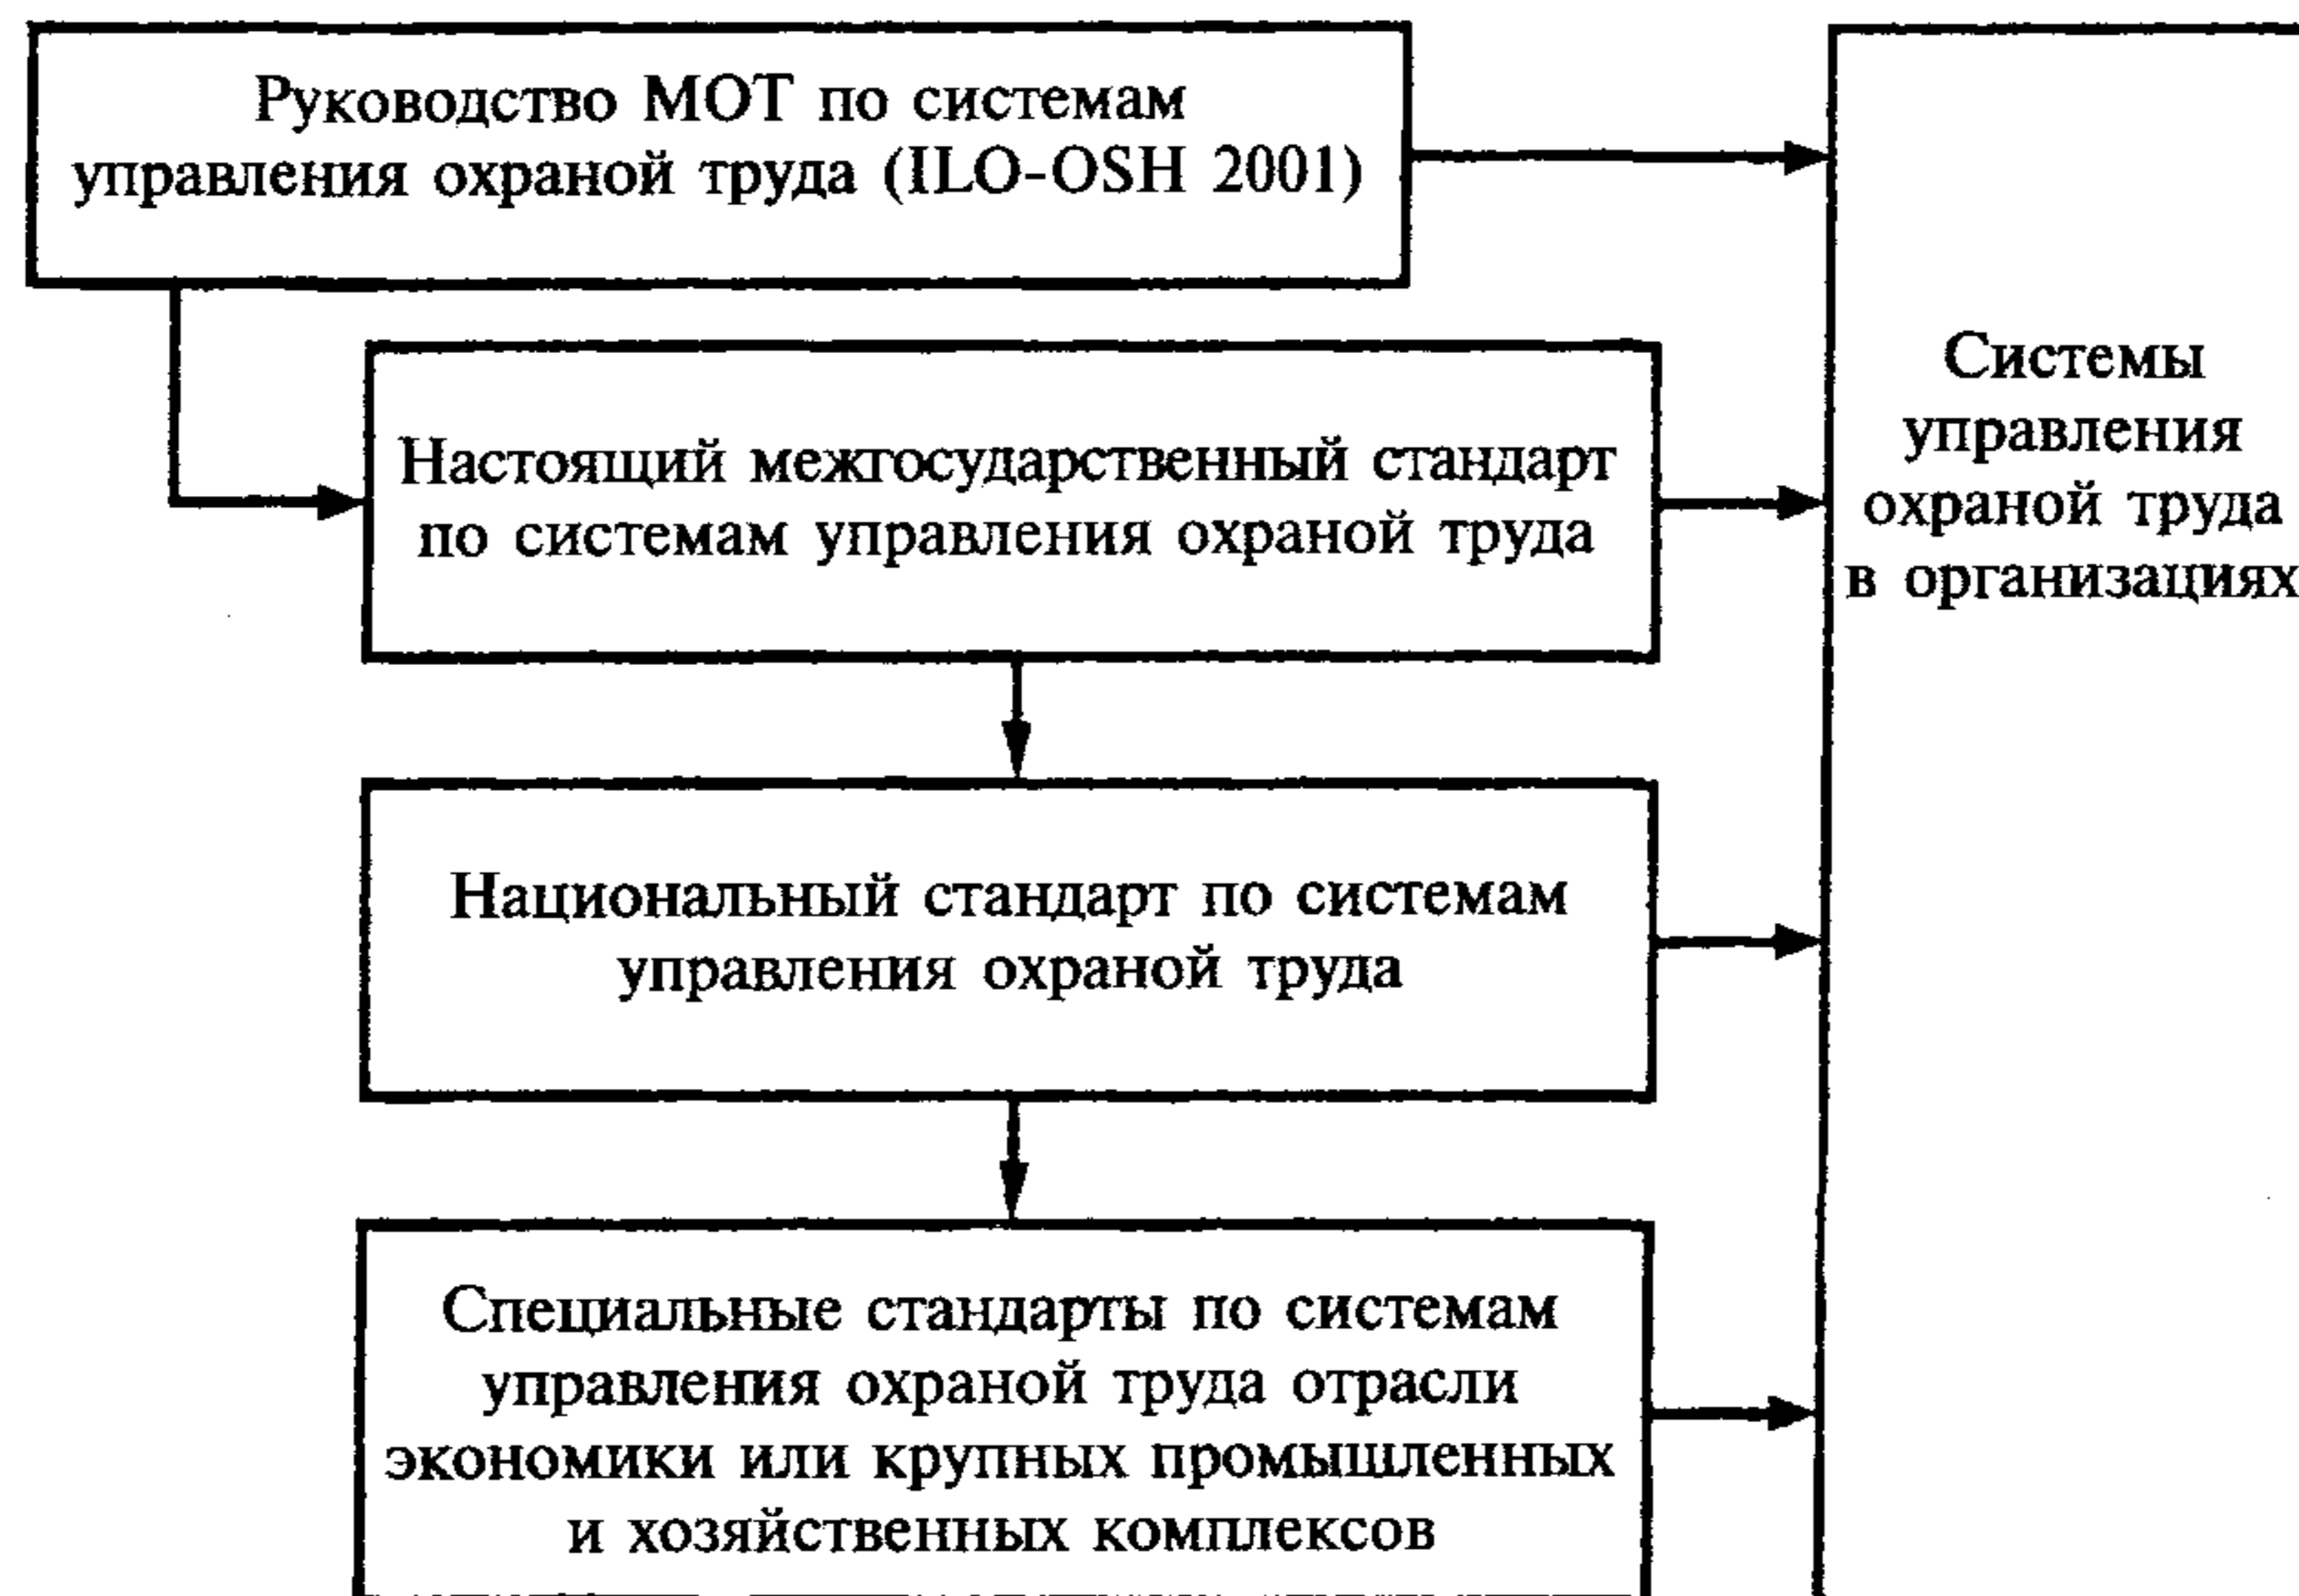 Руководство МОТ по системам
управления охраной труда (ILO-OSH 2001)
Настоящий межгосударственный стандарт
по системам управления охраной труда
Национальный стандарт по системам
управления охраной труда
Специальные стандарты по системам
управления охраной труда отрасли
экономики или крупных промышленных
и хозяйственных комплексов
Системы
управления
охраной труда
в организациях